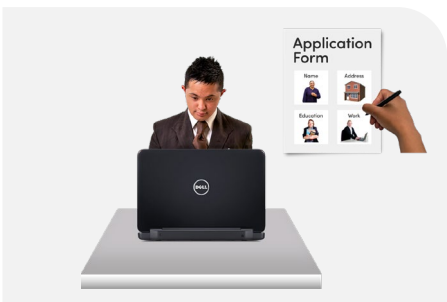 Application
Form
Name Address
Education Work
DELL